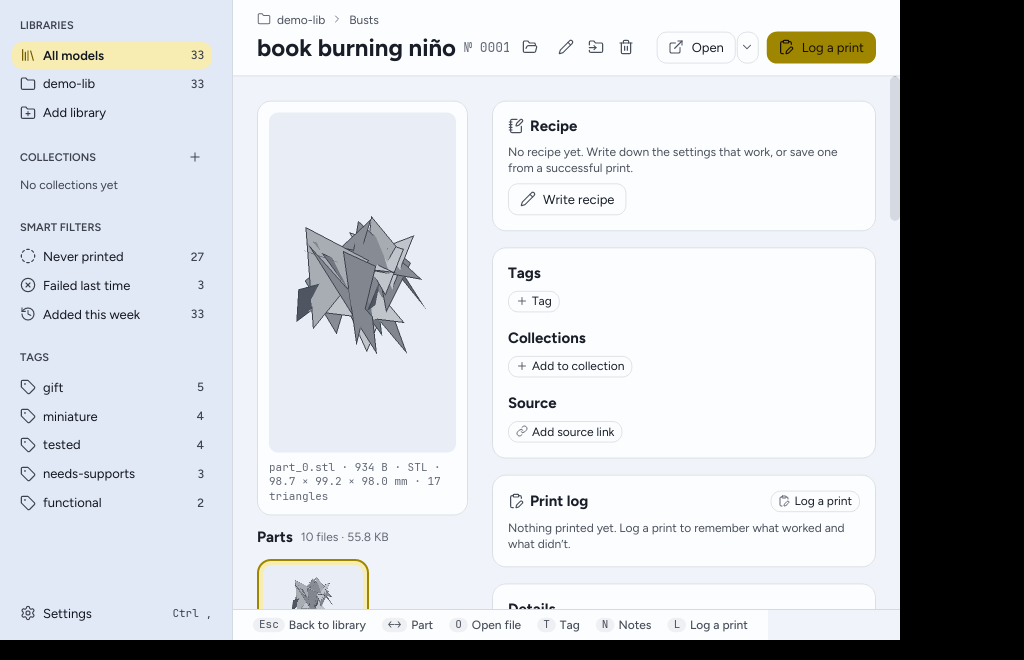 LIBRARIES
All models 33
demo-lib 33
Add library
COLLECTIONS
No collections yet
SMART FILTERS
Never printed 27
Failed last time 3
Added this week 33
TAGS
gift 5
miniature 4
tested 4
needs-supports 3
functional 2
Settings Ctrl ,
demo-lib Busts
book burning niño № 0001
Open
Log a print
part_0.stl · 934 B · STL ·
98.7 × 99.2 × 98.0 mm · 17
triangles
Parts 10 files · 55.8 KB
Recipe
No recipe yet. Write down the settings that work, or save one
from a successful print.
Write recipe
Tags
+ Tag
Collections
+ Add to collection
Source
Add source link
Print log
Log a print
Nothing printed yet. Log a print to remember what worked and
what didn't.
Details
Esc Back to library ↔ Part O Open file T Tag N Notes L Log a print